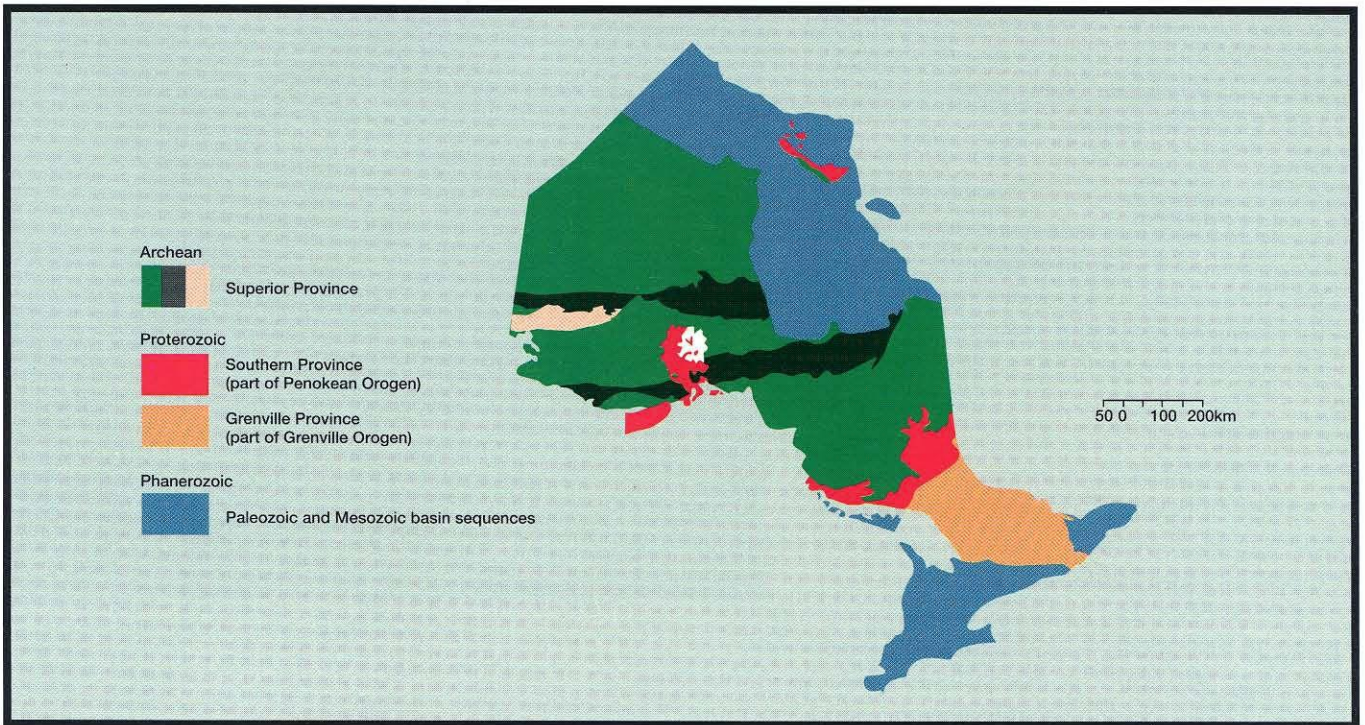 Archean
Superior Province
Proterozoic
Southern Province
(part of Penokean Orogen)
Grenville Province
(part of Grenville Orogen)
Phanerozoic
Paleozoic and Mesozoic basin sequences
50 0 100 200km